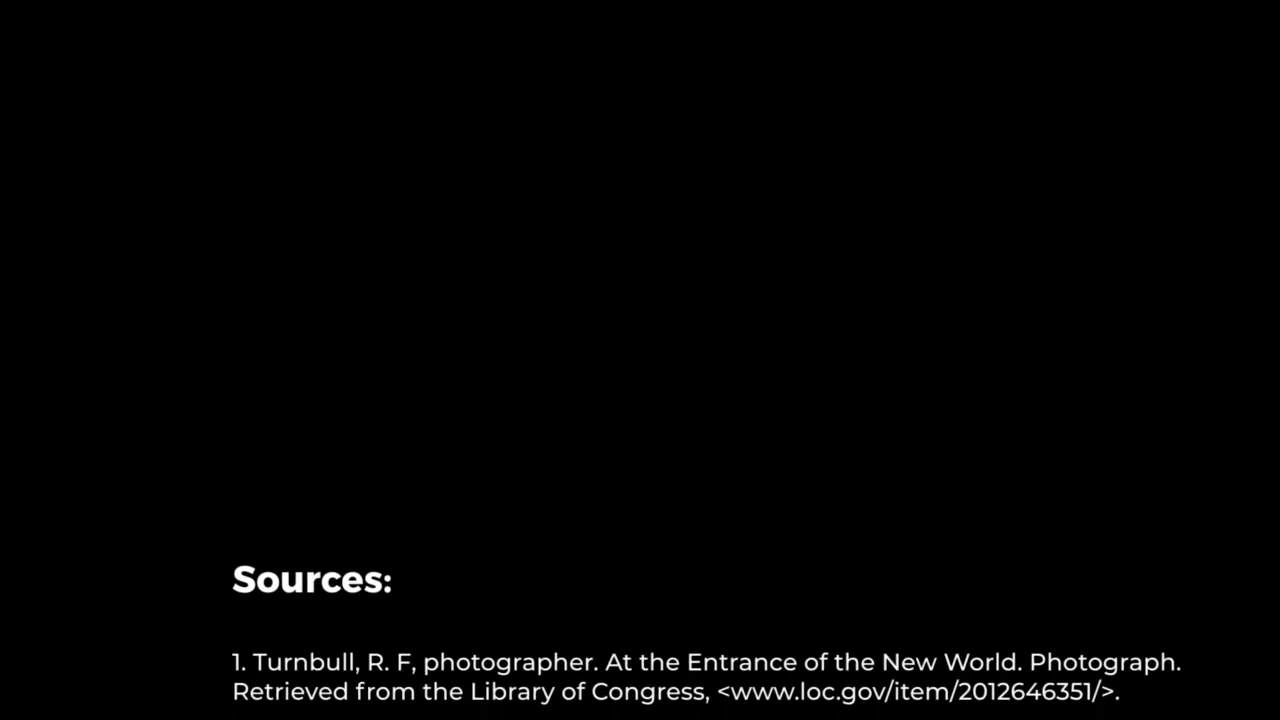 Sources:
1. Turnbull, R. F, photographer. At the Entrance of the New World. Photograph.
Retrieved from the Library of Congress, <www.loc.gov/item/2012646351/>.